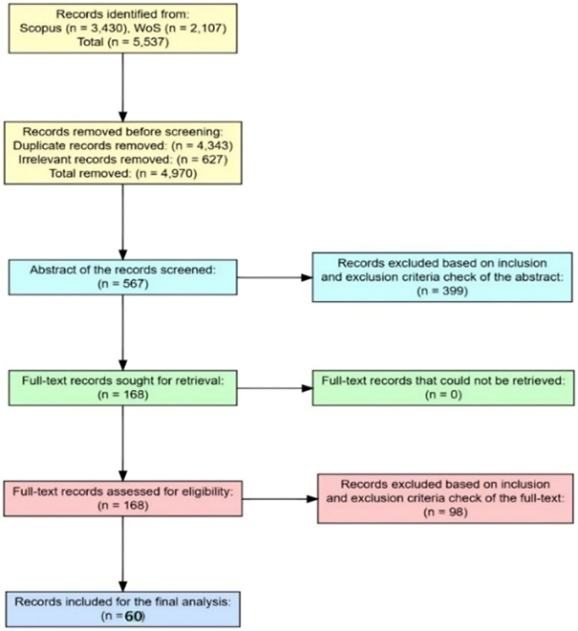 Records identified from:
Scopus (n = 3,430), WoS (n = 2,107)
Total (n = 5,537)
Records removed before screening:
Duplicate records removed: (n = 4,343)
Irrelevant records removed: (n = 627)
Total removed: (n = 4,970)
Abstract of the records screened:
(n = 567)
Records excluded based on inclusion
and exclusion criteria check of the abstract:
(n = 399)
Full-text records sought for retrieval:
(n = 168)
Full-text records that could not be retrieved:
(n = 0)
Full-text records assessed for eligibility:
(n = 168)
Records excluded based on inclusion
and exclusion criteria check of the full-text:
(n = 98)
Records included for the final analysis:
(n = 60)